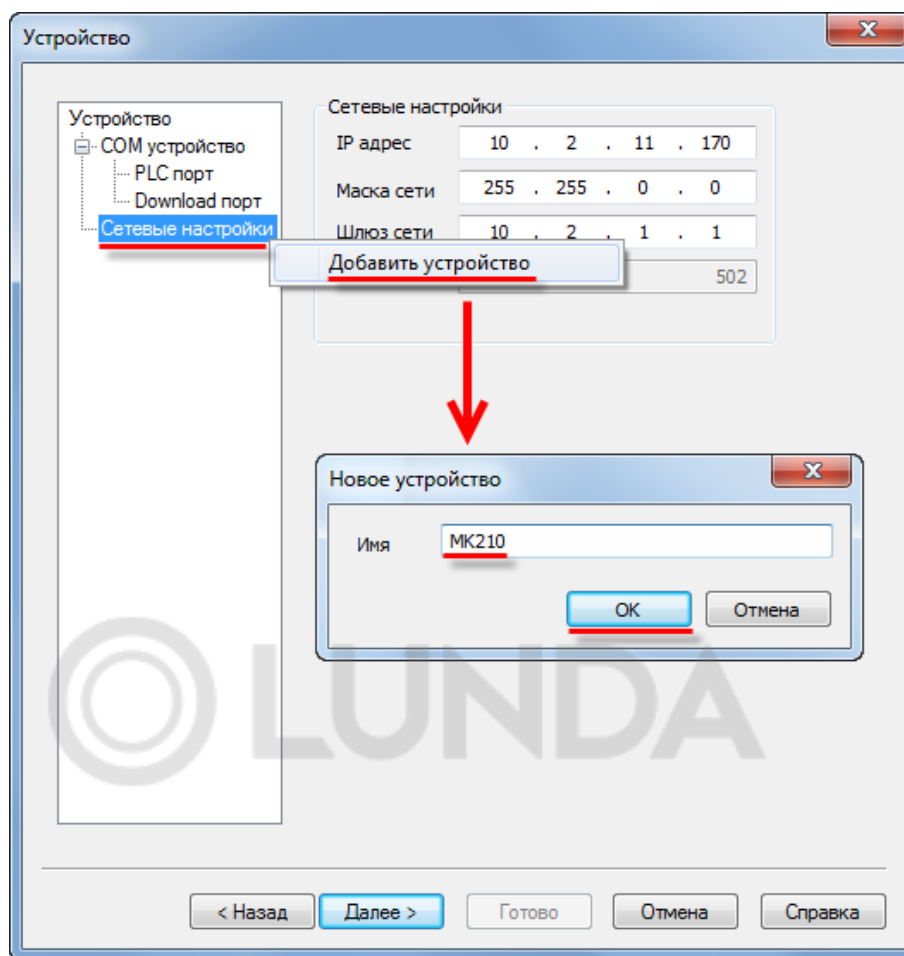 Устройство
Устройство
COM устройство
PLC порт
Download порт
Сетевые настройки
Сетевые настройки
IP адрес 10 . 2 . 11 . 170
Маска сети 255 . 255 . 0 . 0
Шлюз сети 10 . 2 . 1 . 1
502
Добавить устройство
Новое устройство
Имя MK210
OK Отмена
LUNDA
< Назад Далее > Готово Отмена Справка